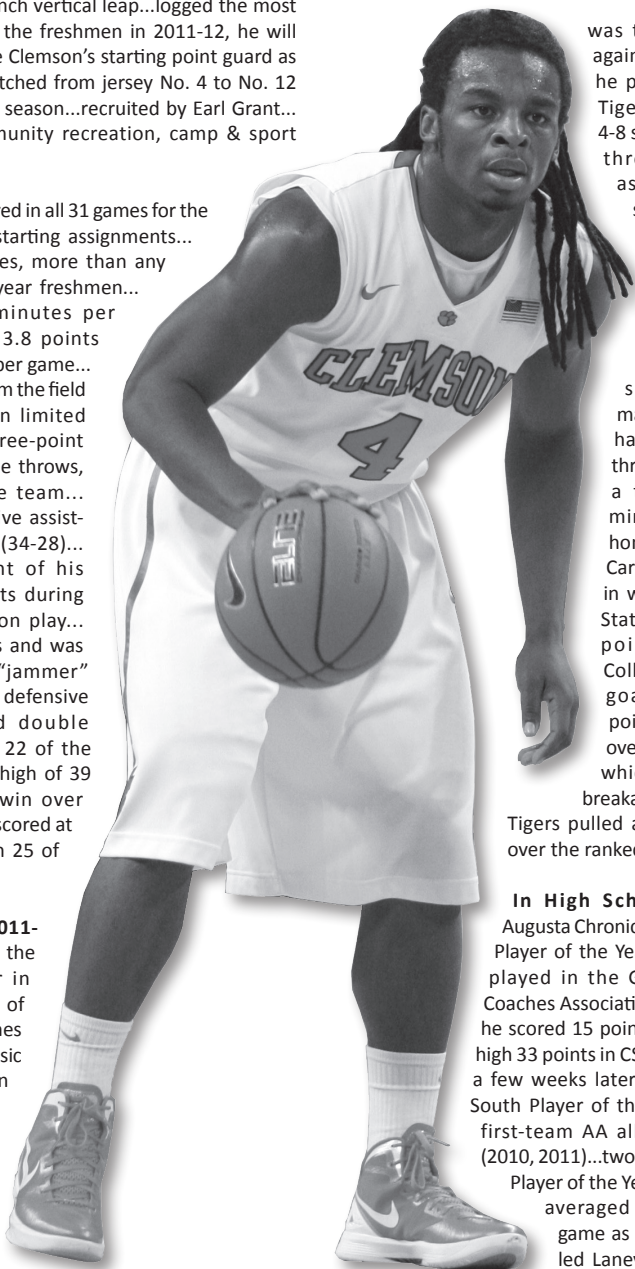 nch vertical leap...logged the most
the freshmen in 2011-12, he will
e Clemson's starting point guard as
tched from jersey No. 4 to No. 12
season...recruited by Earl Grant...
munity recreation, camp & sport
red in all 31 games for the
starting assignments...
es, more than any
year freshmen...
minutes per
3.8 points
per game...
m the field
n limited
ree-point
e throws,
e team...
ve assist-
(34-28)...
nt of his
ts during
on play...
s and was
"jammer"
defensive
d double
22 of the
high of 39
win over
scored at
n 25 of
011-
the
r in
of
nes
sic
n
CLEMSON
4
ELITE
was t
again
he p
Tige
4-8 s
thre
as
s
s
ma
ha
thr
a
min
hor
Car
in w
Stat
poi
Coll
goa
poi
ove
whi
breaka
Tigers pulled a
over the ranked
In High Sch
Augusta Chronic
Player of the Ye
played in the C
Coaches Associati
he scored 15 poin
high 33 points in CS
a few weeks later
South Player of th
first-team AA al
(2010, 2011)...two
Player of the Ye
averaged
game as
led Laney